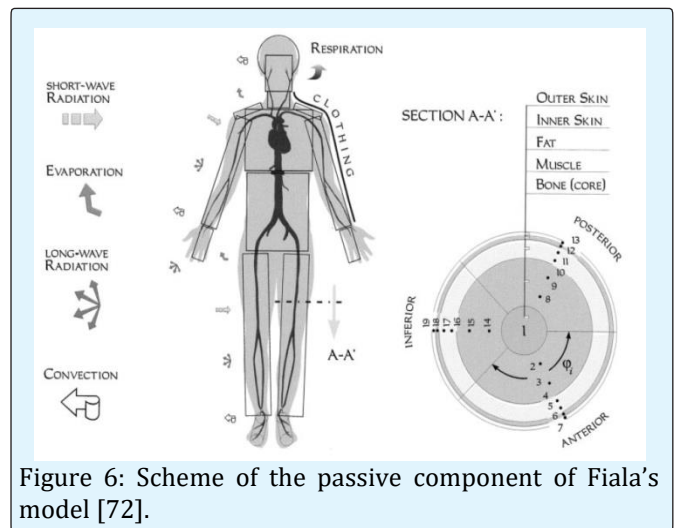 RESPIRATION
SHORT-WAVE
RADIATION
EVAPORATION
LONG-WAVE
RADIATION
CONVECTION
CLOTHING
A-A'
SECTION A-A':
OUTER SKIN
INNER SKIN
FAT
MUSCLE
BONE (CORE)
POSTERIOR
13
12
11
10
9
8
INFERIOR
19 18 17 16 15 14
1
φi
2
3
4
5
6
7
ANTERIOR
Figure 6: Scheme of the passive component of Fiala's
model [72].